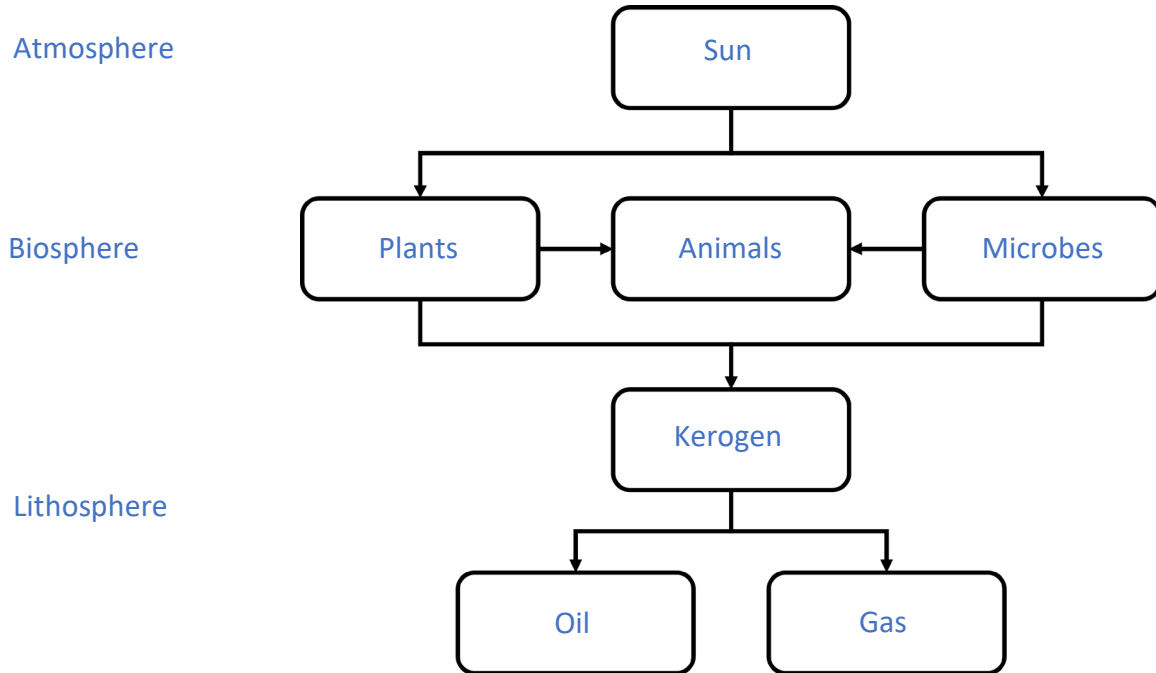 Atmosphere
Sun
Biosphere
Plants
Animals
Microbes
Kerogen
Lithosphere
Oil
Gas